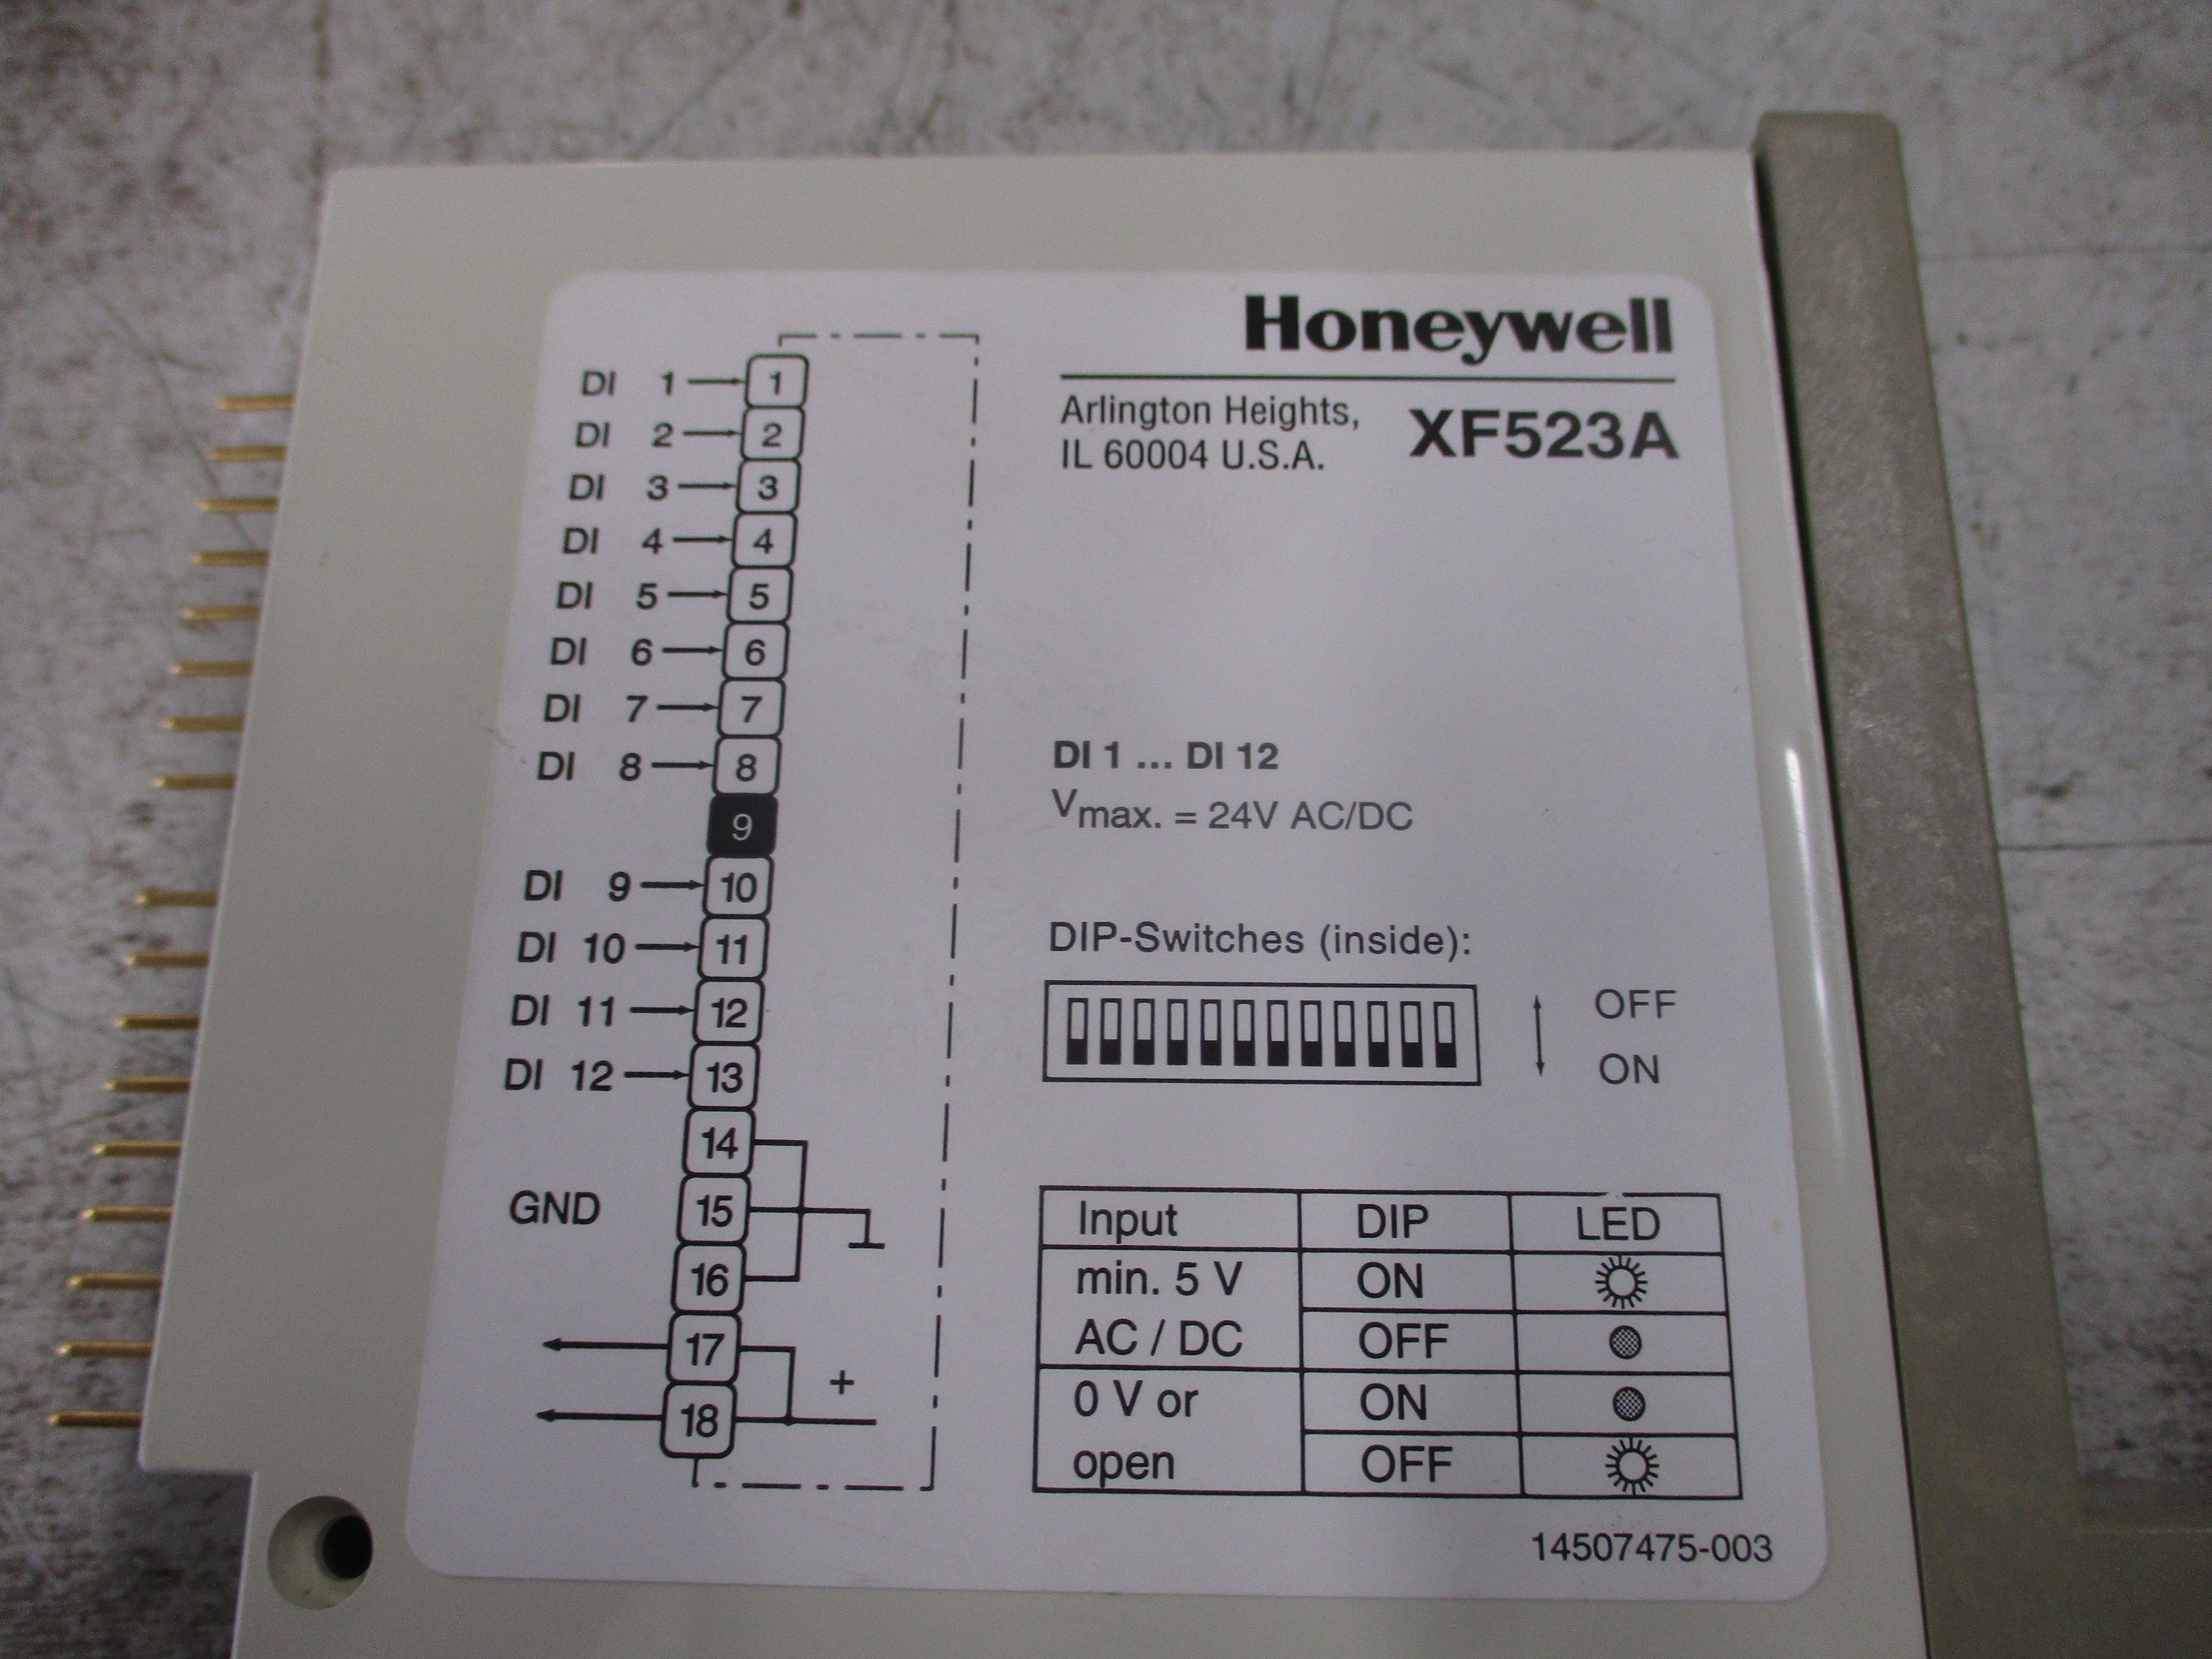 Honeywell
Arlington Heights,
IL 60004 U.S.A.
XF523A
DI 1 1
DI 2 2
DI 3 3
DI 4 4
DI 5 5
DI 6 6
DI 7 7
DI 8 8
9
DI 9 10
DI 10 11
DI 11 12
DI 12 13
14
GND 15
16
17
+
18
DI 1 ... DI 12
Vmax. = 24V AC/DC
DIP-Switches (inside):
OFF
ON
Input DIP LED
min. 5 V ON
AC / DC OFF
0 V or ON
open OFF
14507475-003